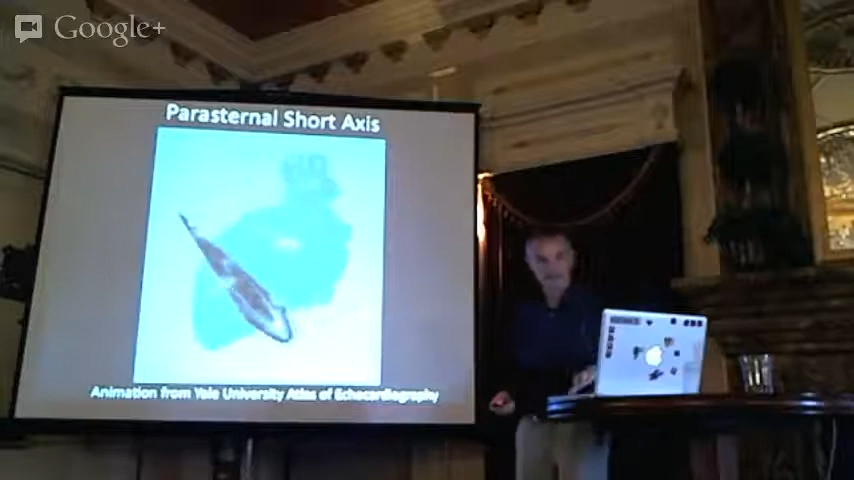 Google+
Parasternal Short Axis
Animation from Yale University Atlas of Echocardiography